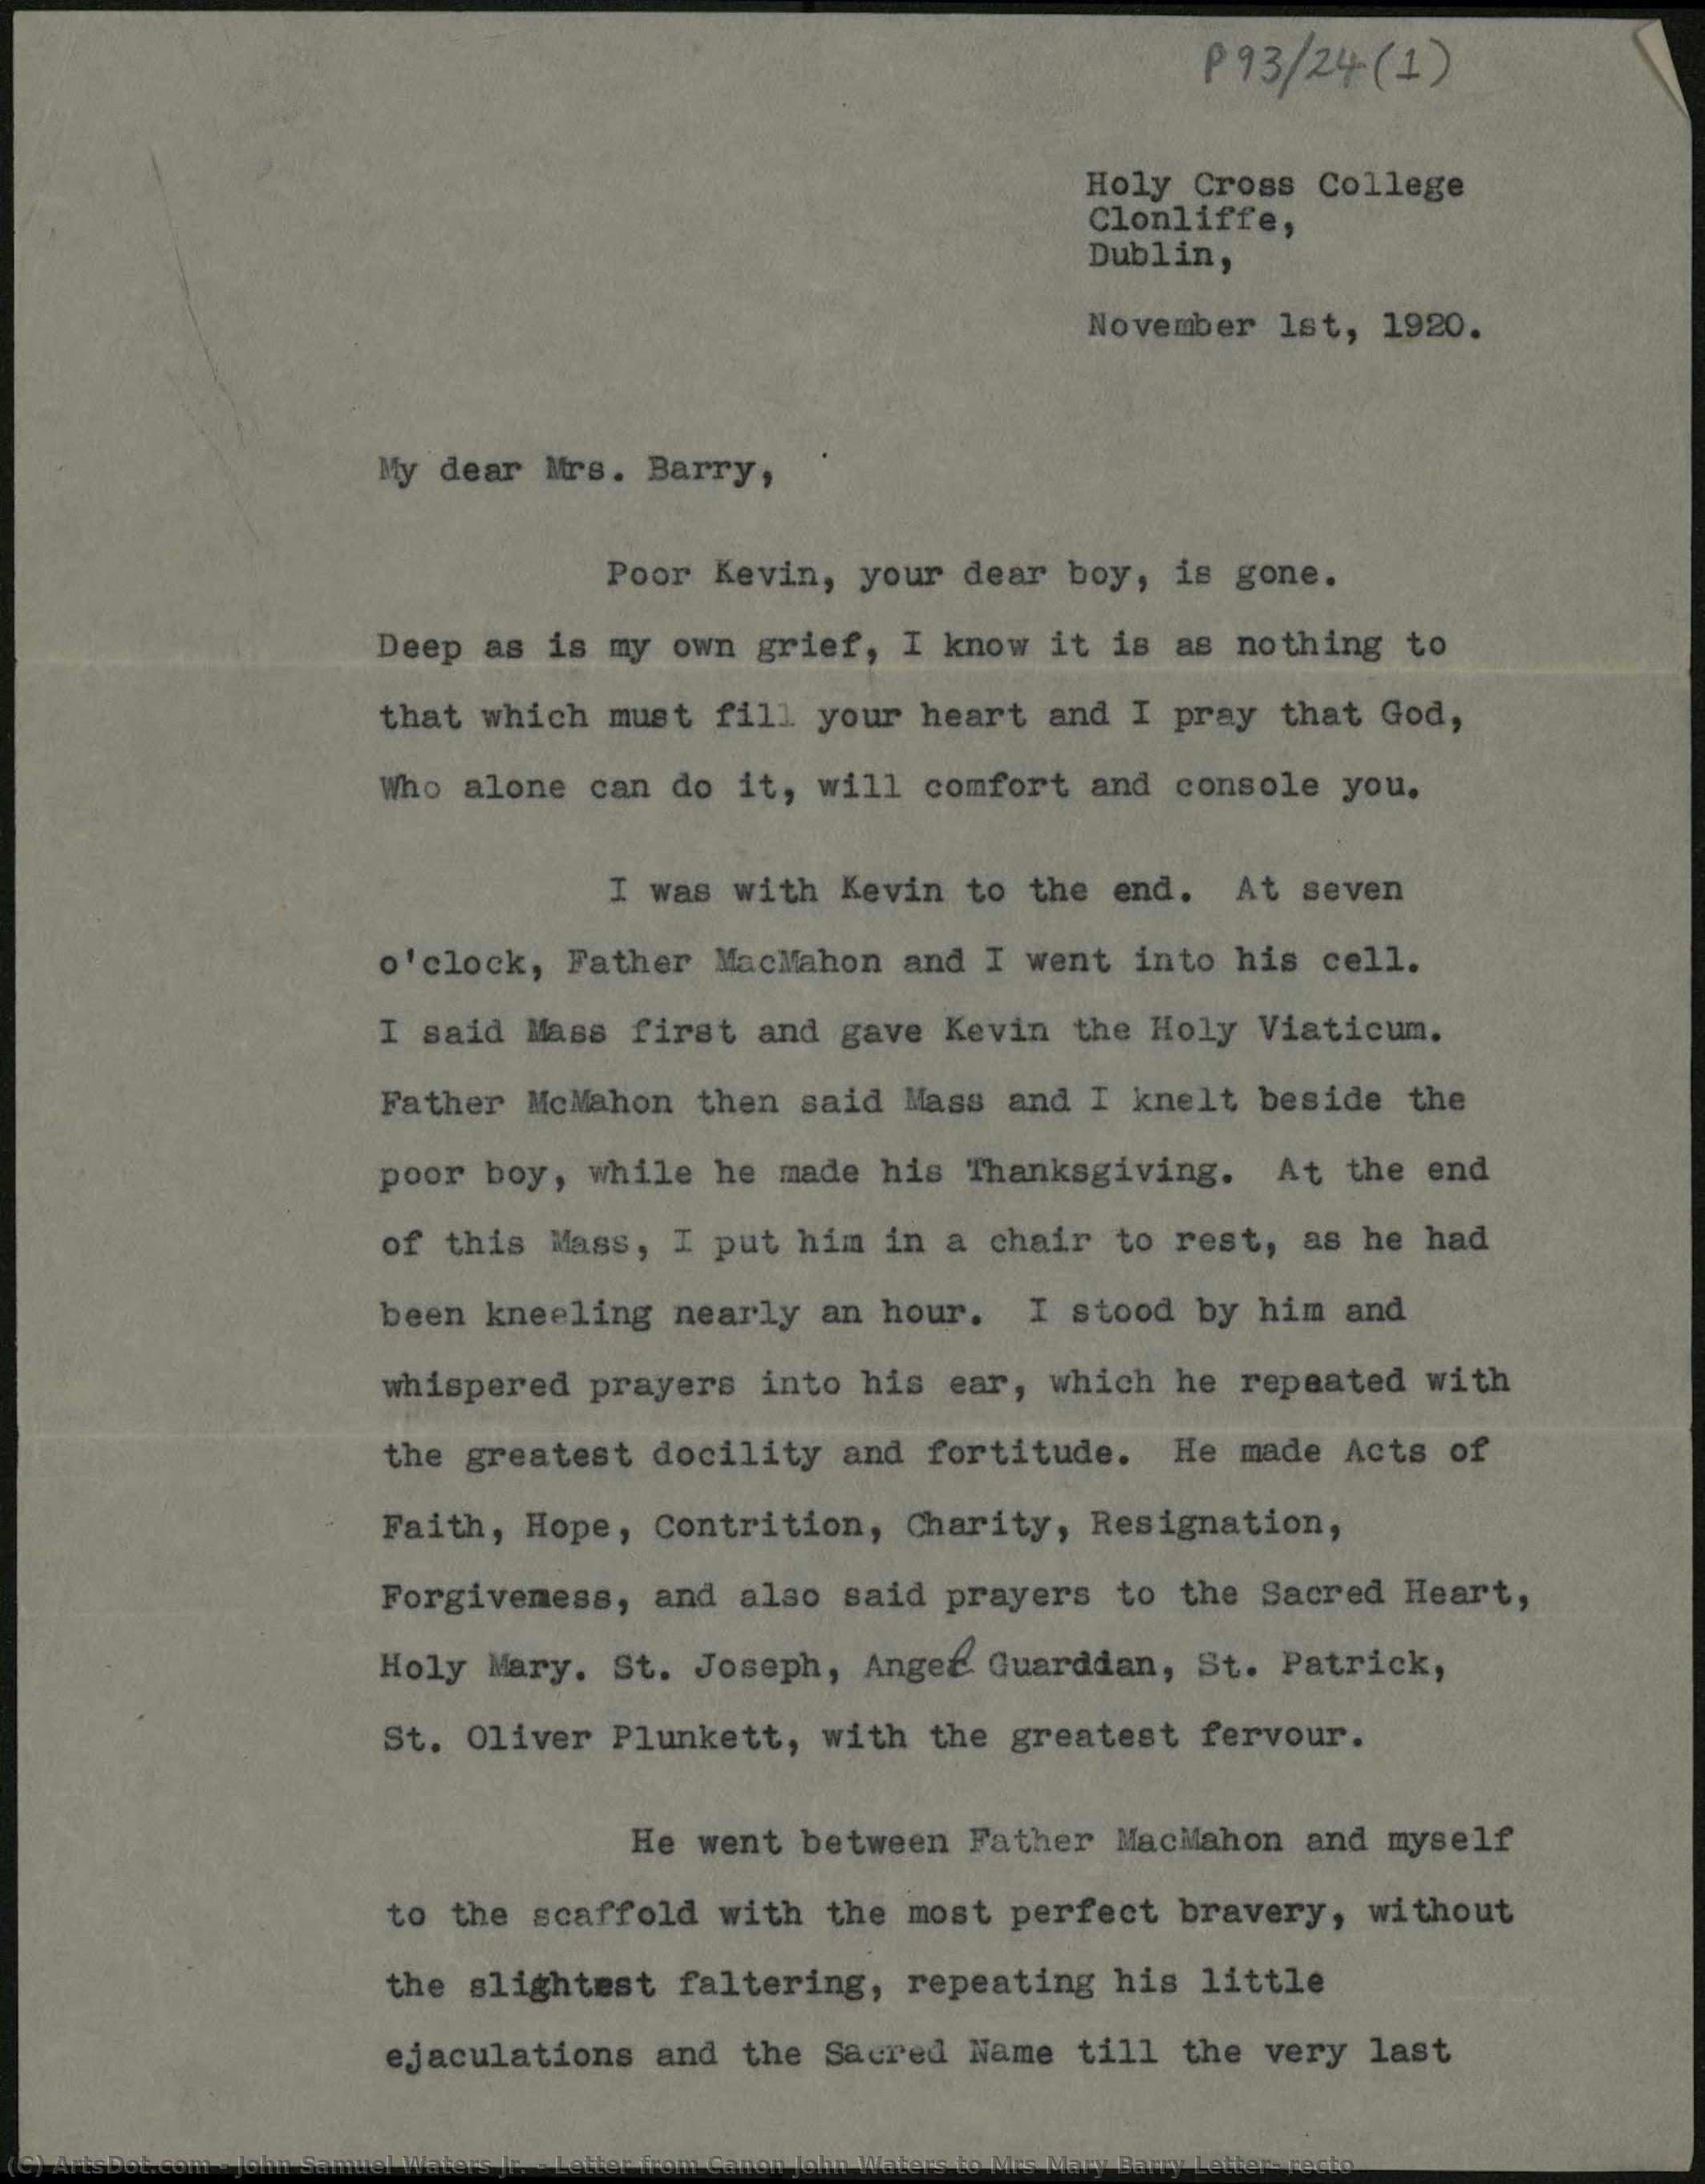 P93/24(1)
Holy Cross College
Clonliffe,
Dublin,
November 1st, 1920.
My dear Mrs. Barry,
Poor Kevin, your dear boy, is gone.
Deep as is my own grief, I know it is as nothing to
that which must fill your heart and I pray that God,
Who alone can do it, will comfort and console you.
I was with Kevin to the end. At seven
o'clock, Father MacMahon and I went into his cell.
I said Mass first and gave Kevin the Holy Viaticum.
Father McMahon then said Mass and I knelt beside the
poor boy, while he made his Thanksgiving. At the end
of this Mass, I put him in a chair to rest, as he had
been kneeling nearly an hour. I stood by him and
whispered prayers into his ear, which he repeated with
the greatest docility and fortitude. He made Acts of
Faith, Hope, Contrition, Charity, Resignation,
Forgiveness, and also said prayers to the Sacred Heart,
Holy Mary. St. Joseph, Angel Guardian, St. Patrick,
St. Oliver Plunkett, with the greatest fervour.
He went between Father MacMahon and myself
to the scaffold with the most perfect bravery, without
the slightest faltering, repeating his little
ejaculations and the Sacred Name till the very last
(C) ArtsDot.com - John Samuel Waters Jr. - Letter from Canon John Waters to Mrs Mary Barry Letter- recto